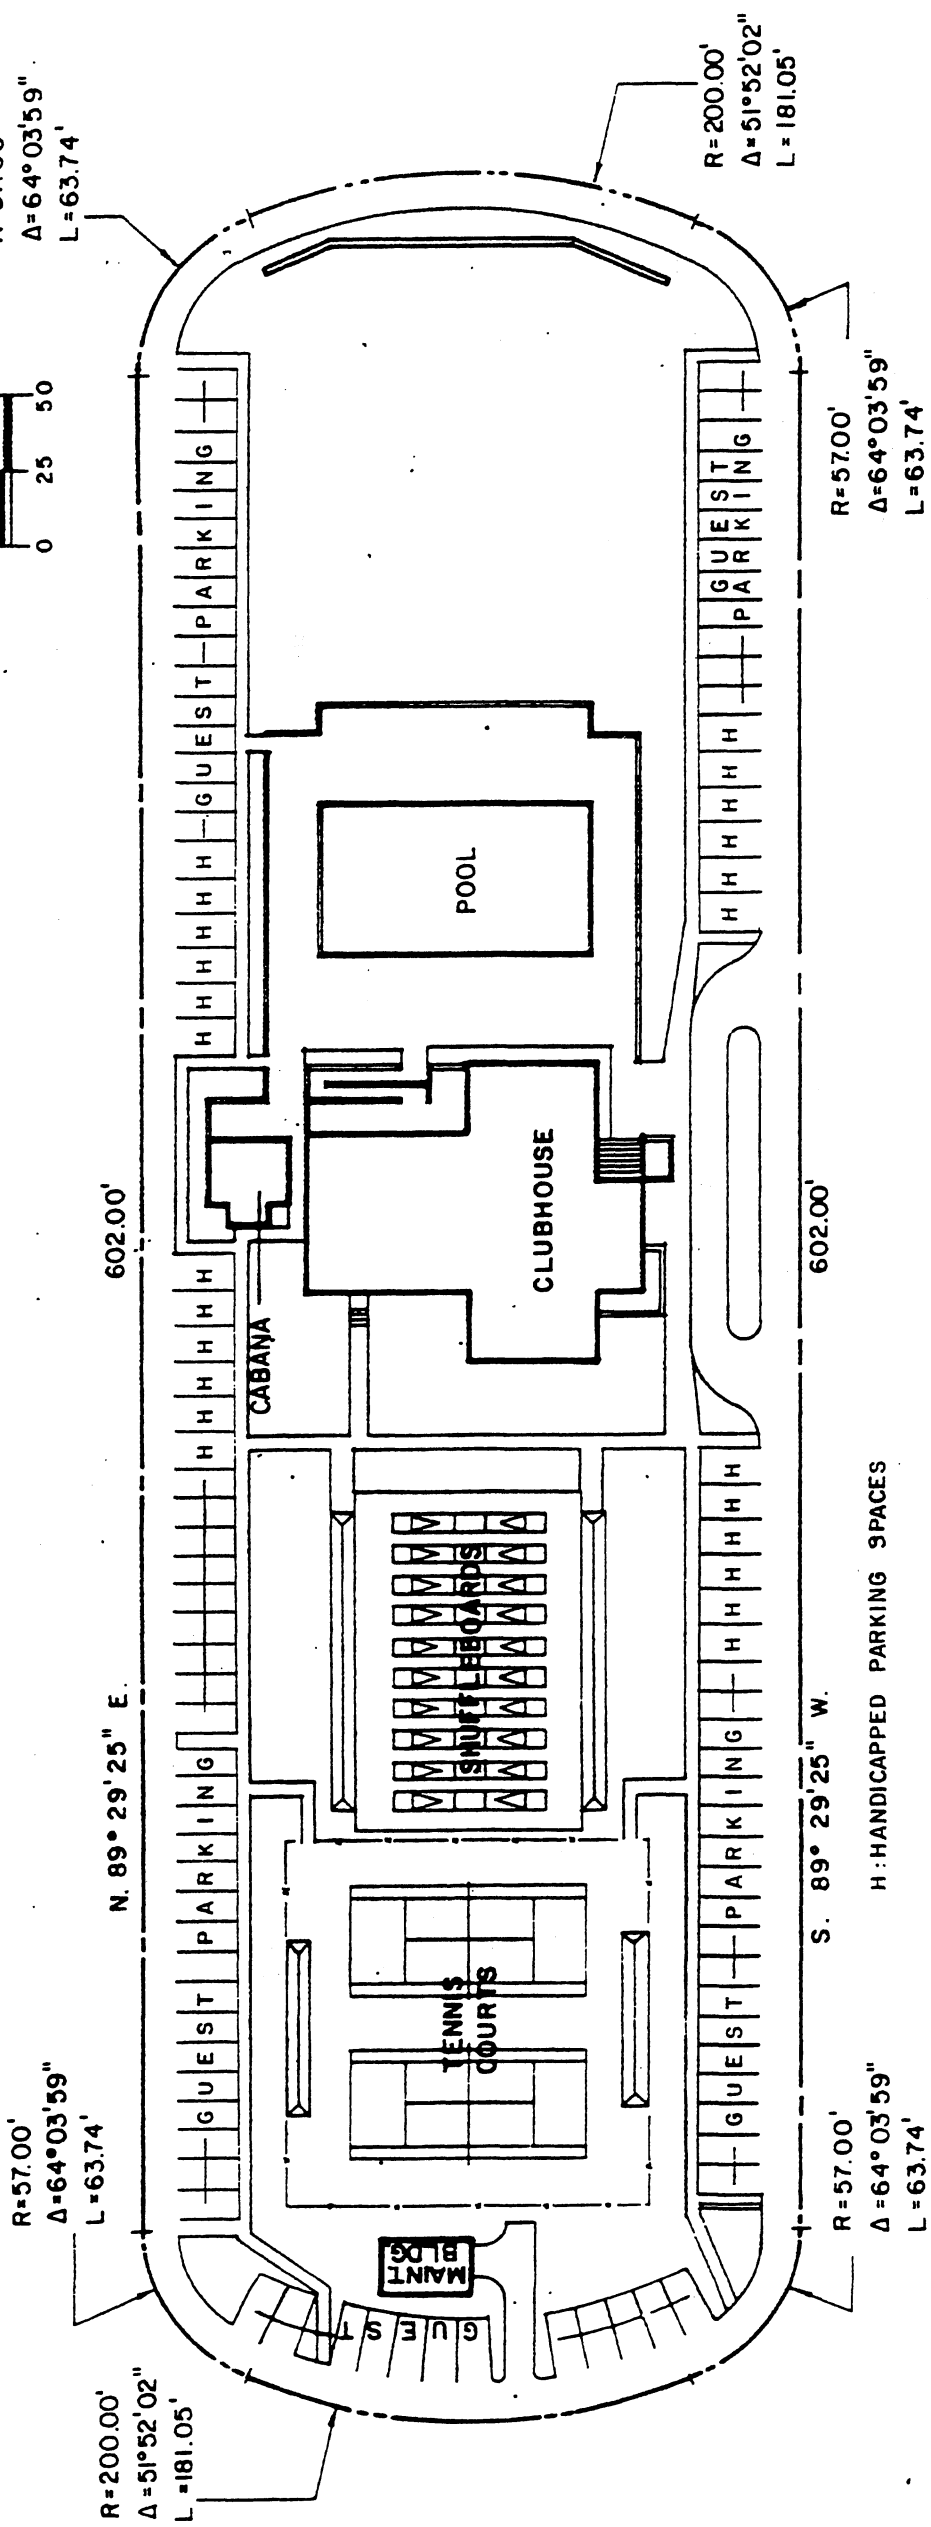 Δ=64°03'59"
L=63.74'
0 25 50
R=200.00'
Δ=51°52'02"
L=181.05'
R=57.00'
Δ=64°03'59"
L=63.74'
602.00'
N. 89° 29' 25" E.
R=57.00'
Δ=64°03'59"
L=63.74'
R=200.00'
Δ=51°52'02"
L=181.05'
GUEST PARKING
H H H H H
H H H H H
GUEST PARKING
CABANA
POOL
CLUBHOUSE
SHUFFLEBOARDS
TENNIS
COURTS
MAINT
BLDG
GUEST
GUEST PARKING
H H H H H
H H H H H
GUEST
PARKING
602.00'
S. 89° 29' 25" W.
H:HANDICAPPED PARKING SPACES
R=57.00'
Δ=64°03'59"
L=63.74'